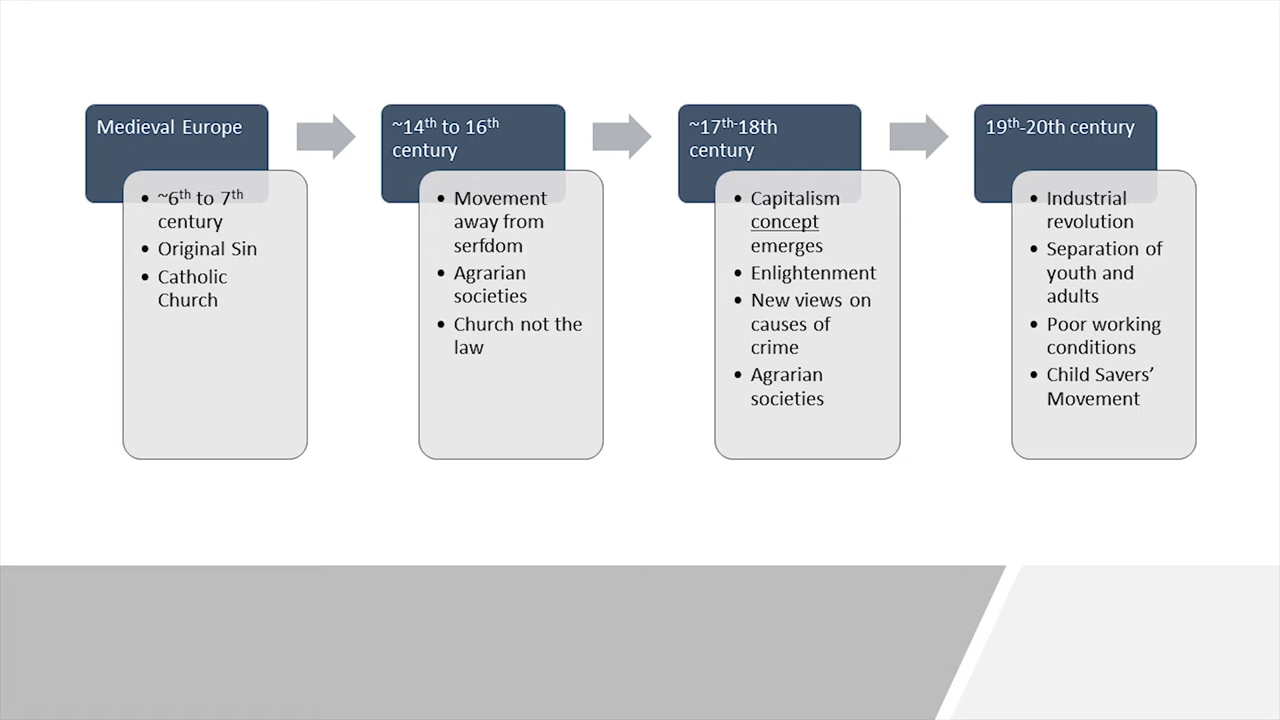 Medieval Europe
• ~6th to 7th
century
• Original Sin
• Catholic
Church
~14th to 16th
century
• Movement
away from
serfdom
• Agrarian
societies
• Church not the
law
~17th-18th
century
• Capitalism
concept
emerges
• Enlightenment
• New views on
causes of
crime
• Agrarian
societies
19th-20th century
• Industrial
revolution
• Separation of
youth and
adults
• Poor working
conditions
• Child Savers’
Movement